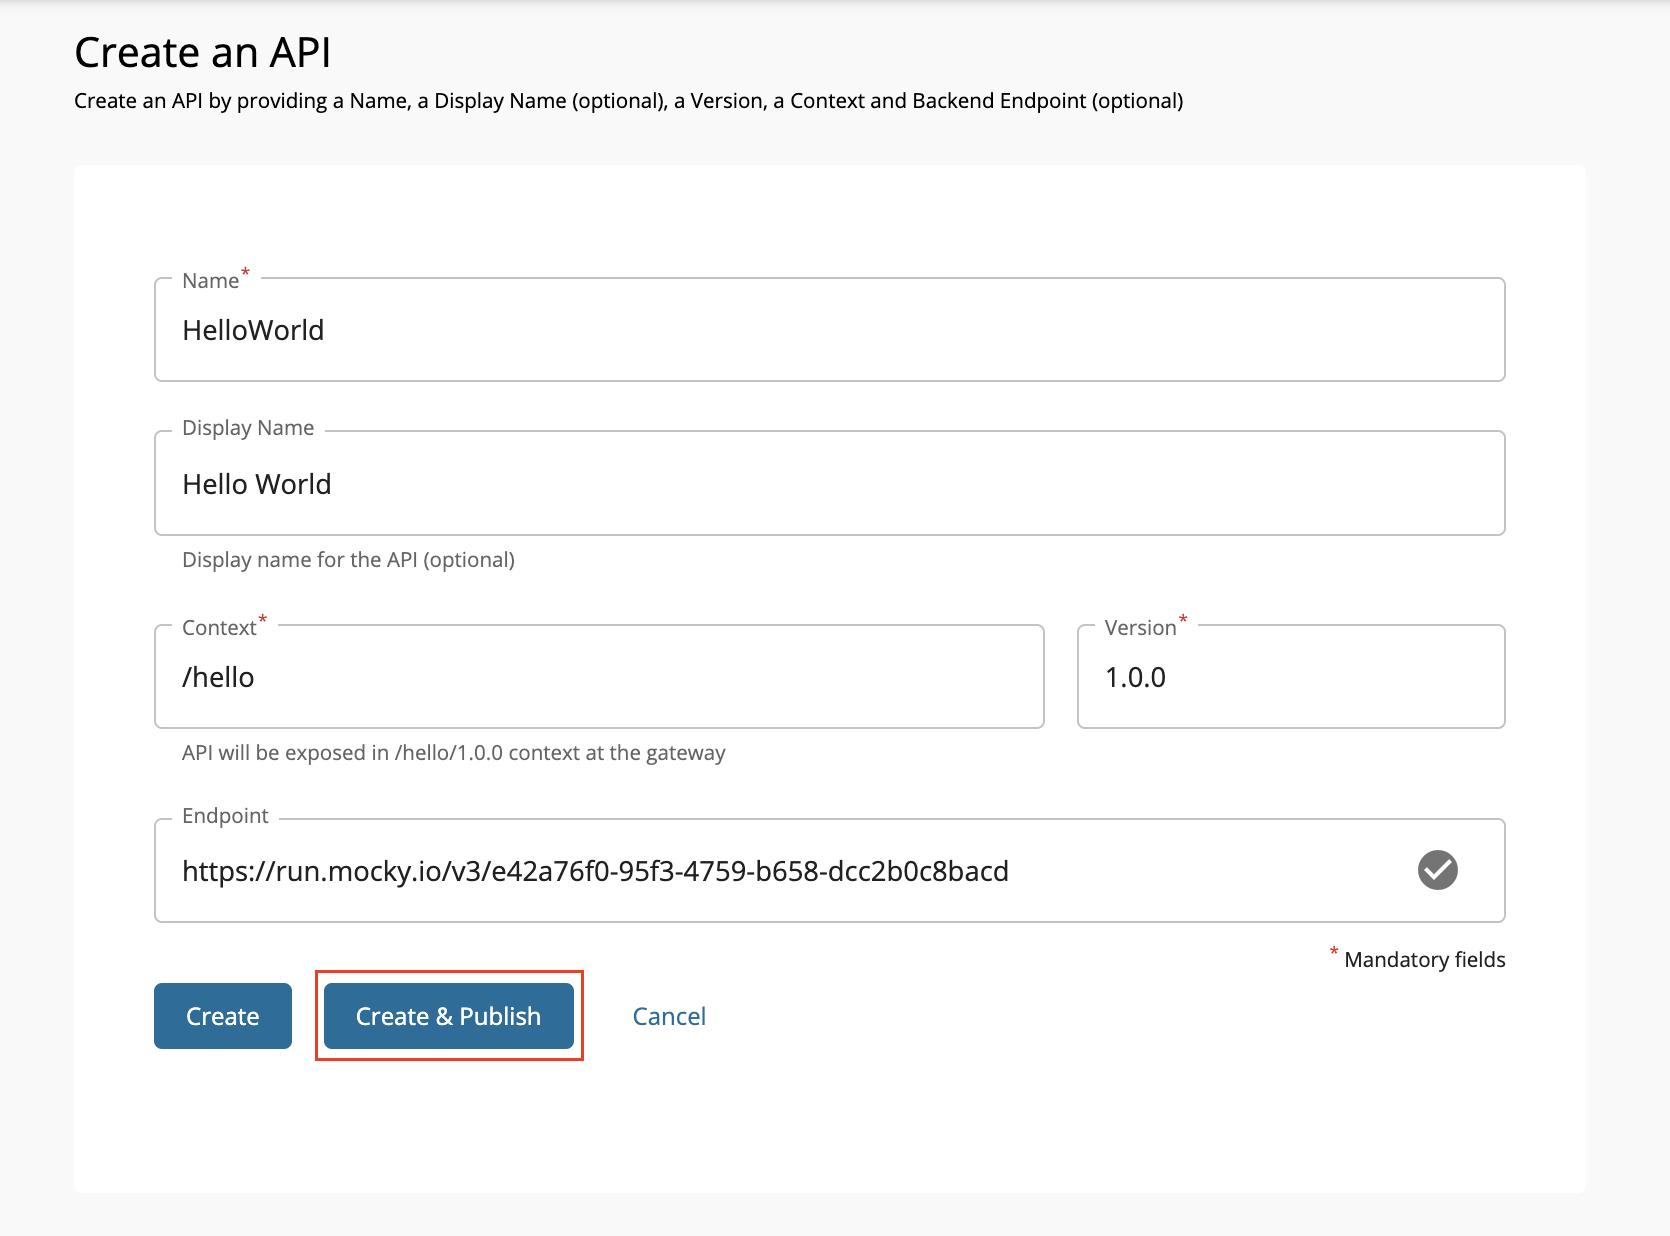 Create an API
Create an API by providing a Name, a Display Name (optional), a Version, a Context and Backend Endpoint (optional)
Name*
HelloWorld
Display Name
Hello World
Display name for the API (optional)
Context*
/hello
Version*
1.0.0
API will be exposed in /hello/1.0.0 context at the gateway
Endpoint
https://run.mocky.io/v3/e42a76f0-95f3-4759-b658-dcc2b0c8bacd
* Mandatory fields
Create
Create & Publish
Cancel